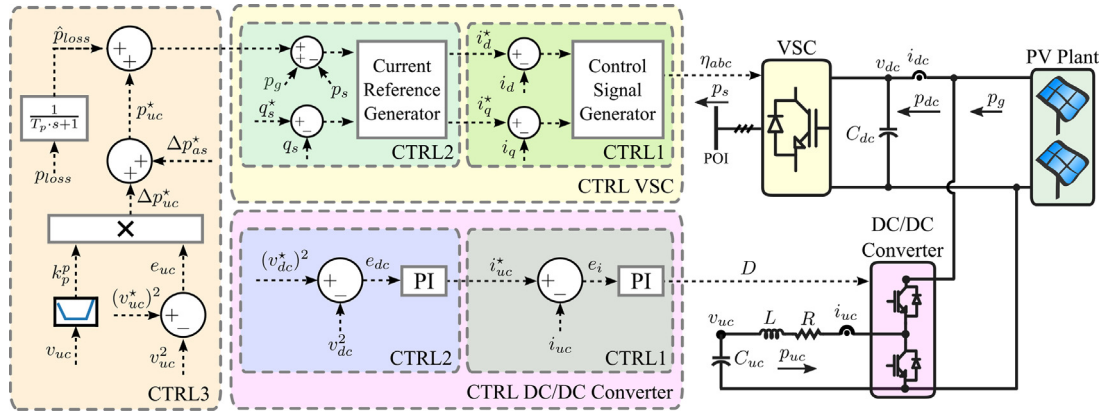 p̂_loss
+
+
1
T_p·s+1
p_loss
p*_uc
+
+
Δp*_as
Δp*_uc
×
k^p_p
e_uc
(v*_uc)^2
+
−
v_uc
v^2_uc
CTRL3
+
−
+
p_g
p_s
q*_s
+
−
q_s
Current
Reference
Generator
CTRL2
i*_d
+
−
i_d
i*_q
+
−
i_q
Control
Signal
Generator
CTRL1
CTRL VSC
η_abc
(v*_dc)^2
+
−
v^2_dc
e_dc
PI
CTRL2
i*_uc
+
−
i_uc
e_i
PI
CTRL1
CTRL DC/DC Converter
D
VSC
p_s
POI
v_dc
i_dc
p_dc
p_g
C_dc
PV Plant
DC/DC
Converter
v_uc
L
R
i_uc
C_uc
p_uc